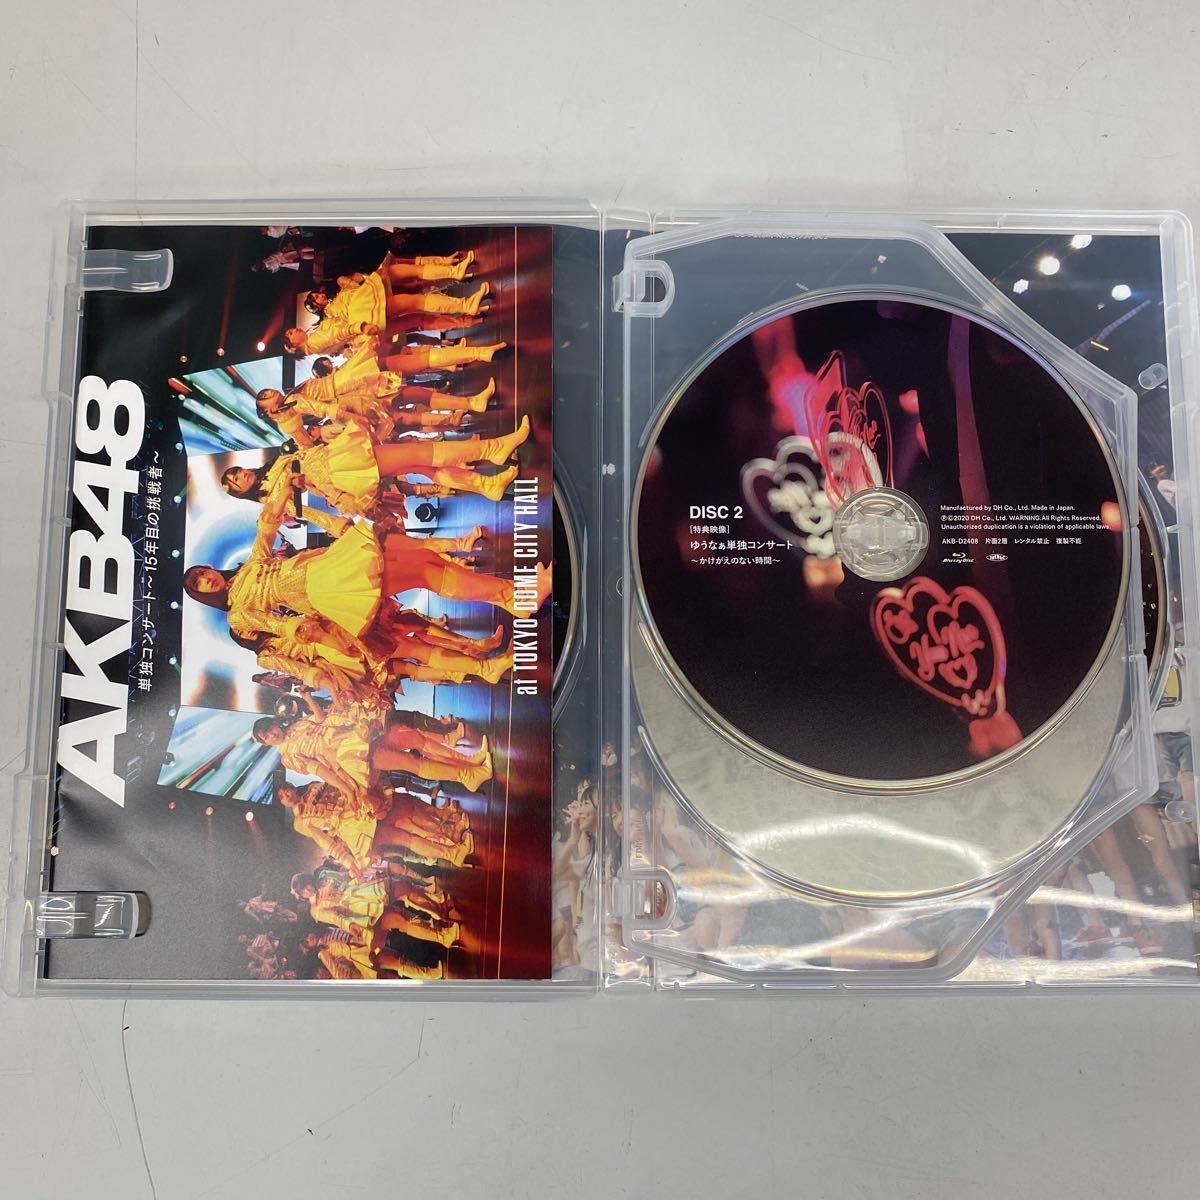 AKB48
単独コンサート～15年目の挑戦者～
at TOKYO DOME CITY HALL
DISC 2
[特典映像]
ゆうなぁ単独コンサート
～かけがえのない時間～
Manufactured by DH Co., Ltd. Made in Japan.
Ⓟ©2020 DH Co., Ltd. WARNING:All Rights Reserved.
Unauthorized duplication is a violation of applicable laws.
AKB-D2408 片面2層 レンタル禁止 複製不能
Blu-ray Disc